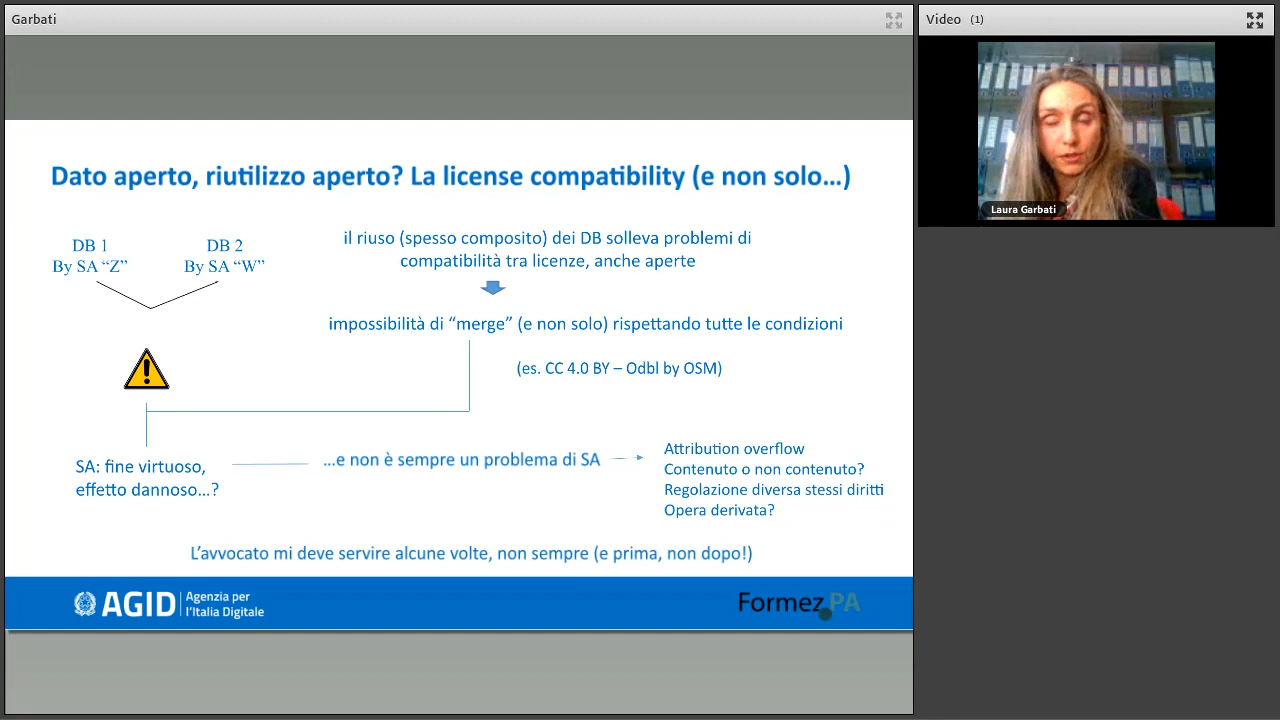 Garbati
Video (1)
Laura Garbati
Dato aperto, riutilizzo aperto? La license compatibility (e non solo…)
DB 1
By SA “Z”
DB 2
By SA “W”
il riuso (spesso composito) dei DB solleva problemi di
compatibilità tra licenze, anche aperte
impossibilità di “merge” (e non solo) rispettando tutte le condizioni
(es. CC 4.0 BY – Odbl by OSM)
SA: fine virtuoso,
effetto dannoso…?
…e non è sempre un problema di SA
Attribution overflow
Contenuto o non contenuto?
Regolazione diversa stessi diritti
Opera derivata?
L’avvocato mi deve servire alcune volte, non sempre (e prima, non dopo!)
AGID
Agenzia per
l’Italia Digitale
Formez PA